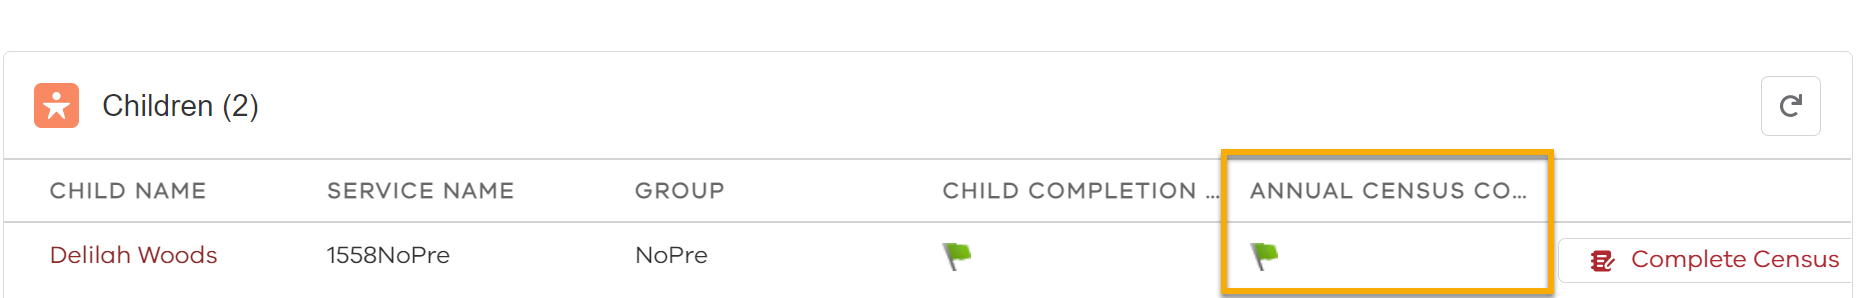 Children (2)
CHILD NAME SERVICE NAME GROUP CHILD COMPLETION ... ANNUAL CENSUS CO...
Delilah Woods 1558NoPre NoPre Complete Census